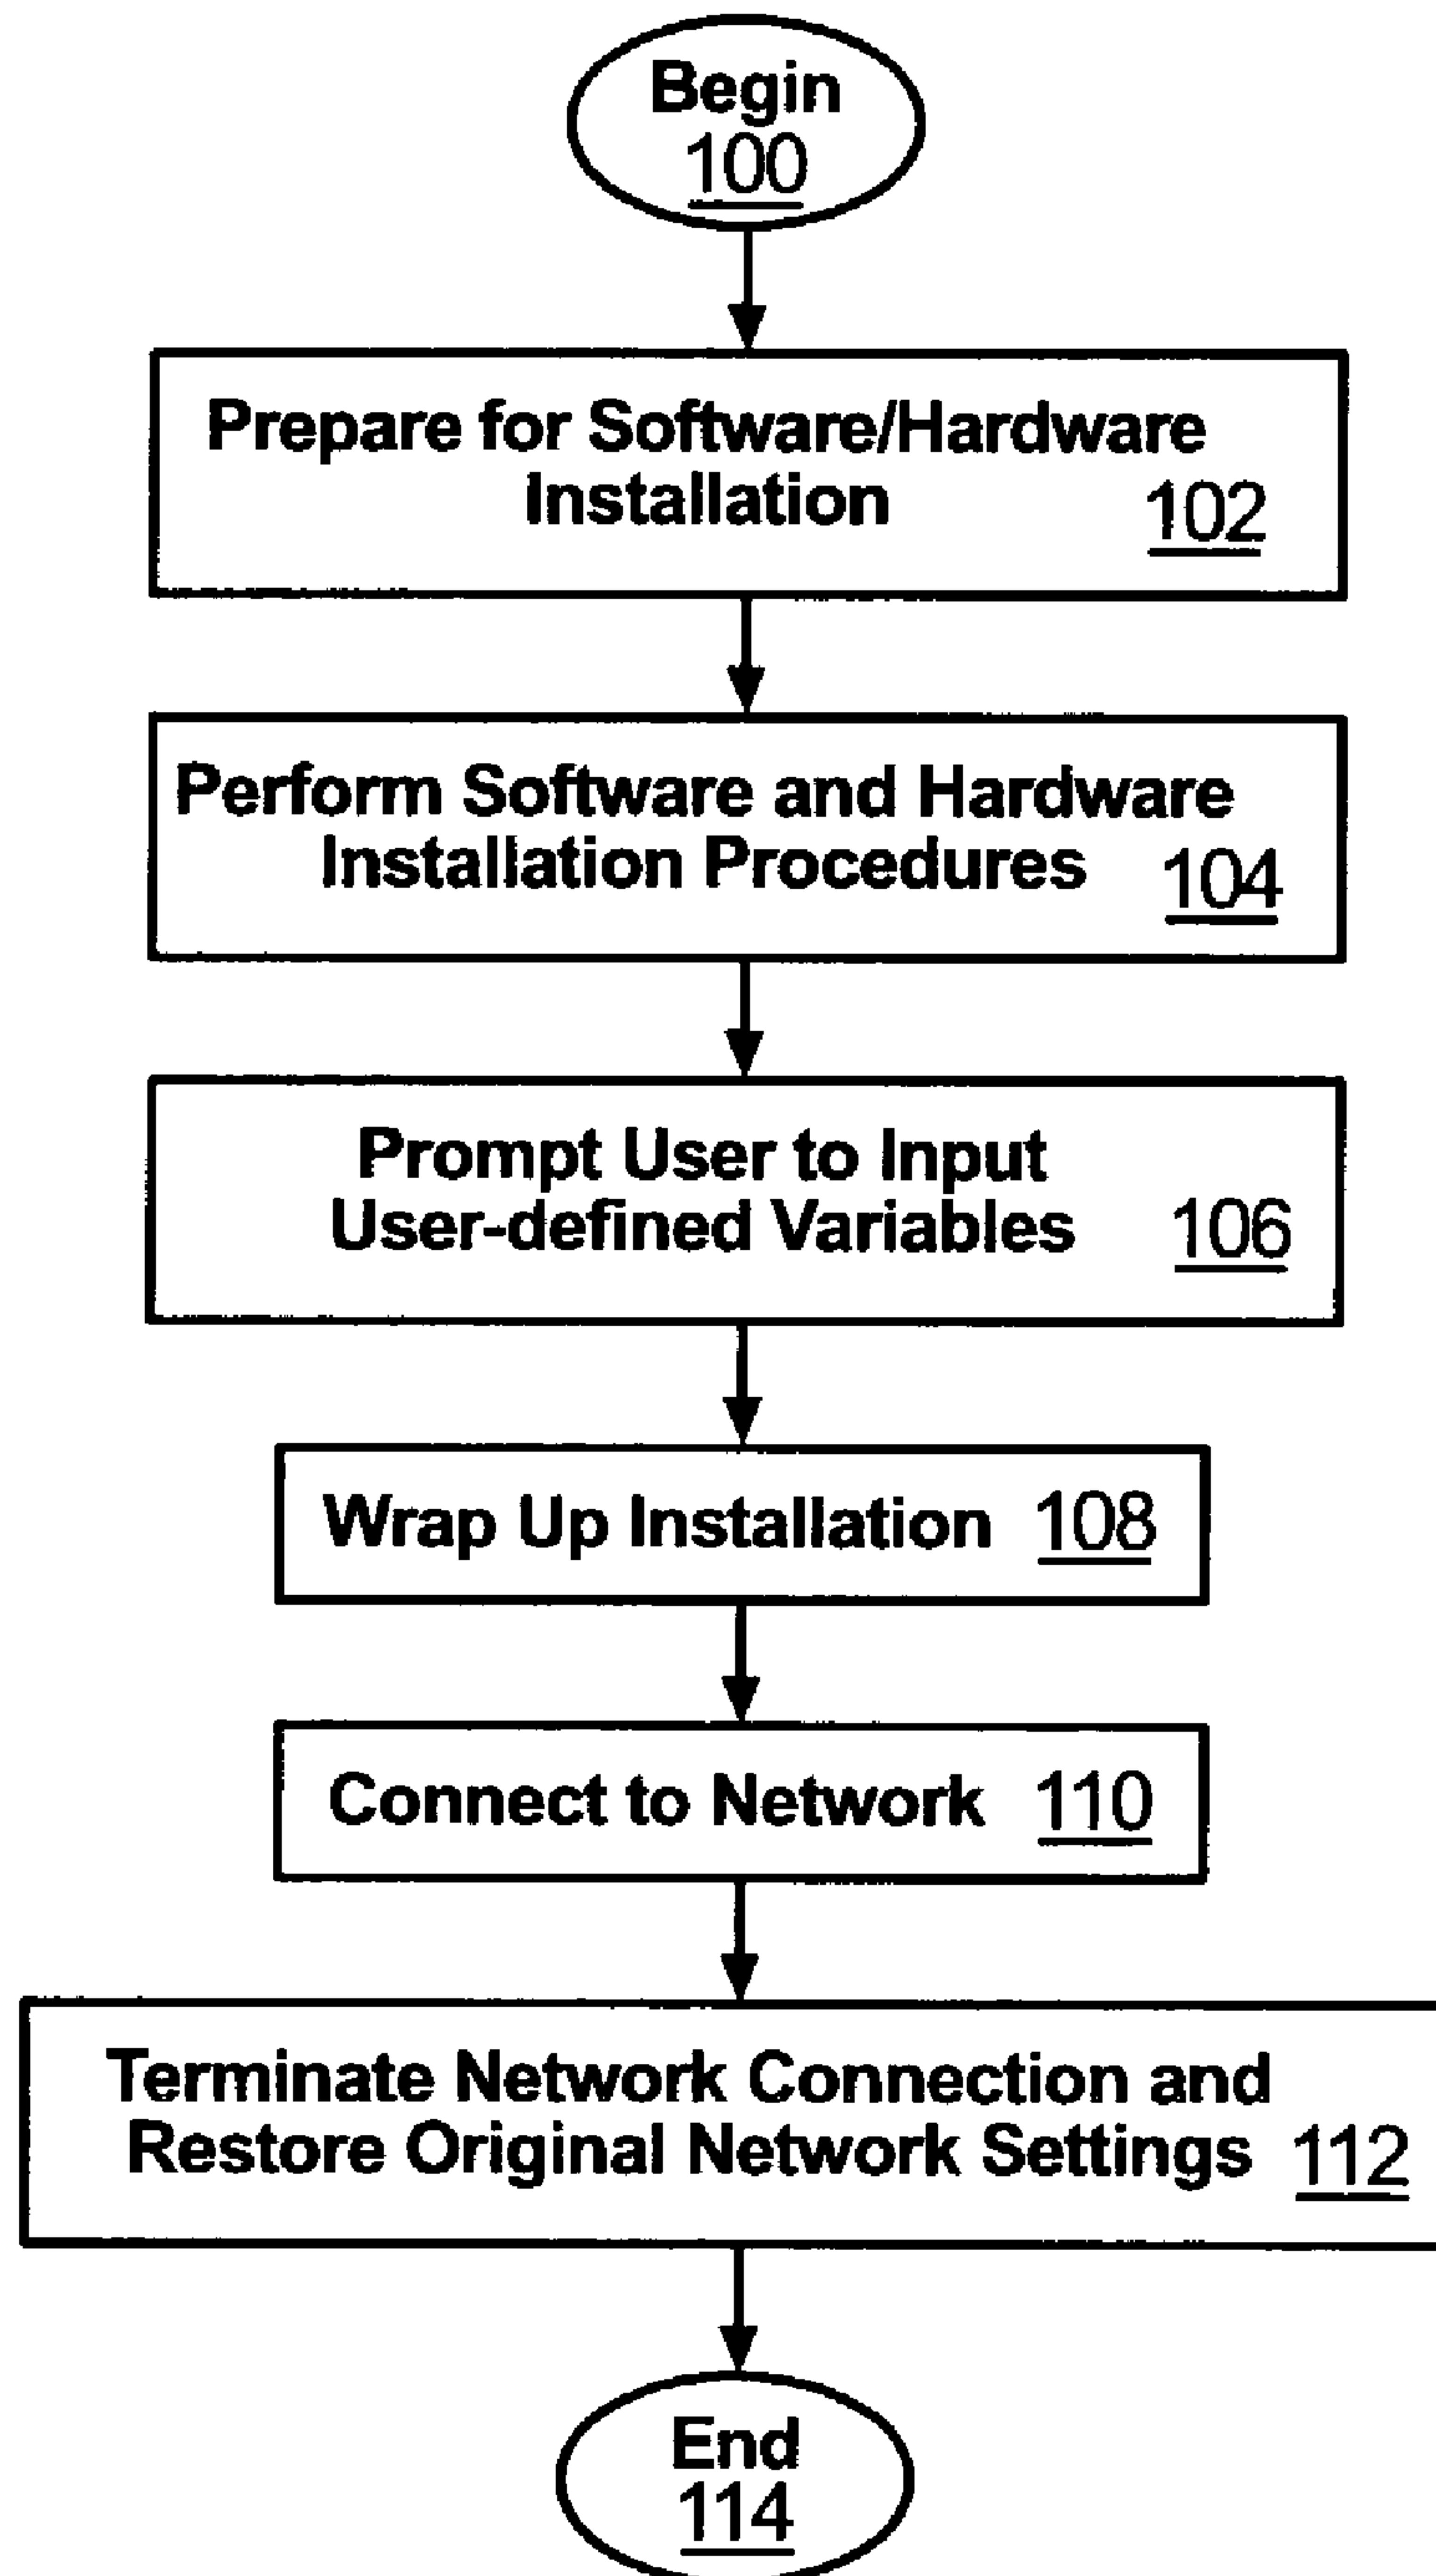 Begin
100
Prepare for Software/Hardware
Installation 102
Perform Software and Hardware
Installation Procedures 104
Prompt User to Input
User-defined Variables 106
Wrap Up Installation 108
Connect to Network 110
Terminate Network Connection and
Restore Original Network Settings 112
End
114